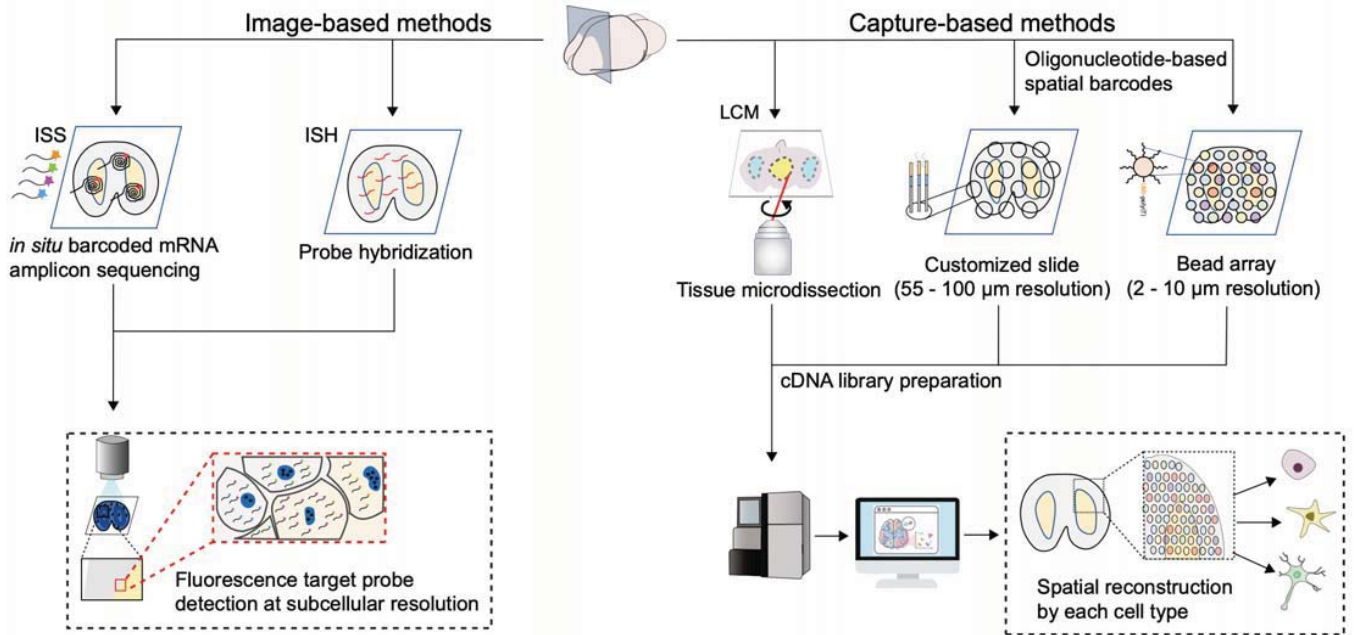 Image-based methods
Capture-based methods
Oligonucleotide-based
spatial barcodes
ISS
ISH
LCM
poly(T)
in situ barcoded mRNA
amplicon sequencing
Probe hybridization
Tissue microdissection
Customized slide
(55 - 100 µm resolution)
Bead array
(2 - 10 µm resolution)
cDNA library preparation
Fluorescence target probe
detection at subcellular resolution
Spatial reconstruction
by each cell type